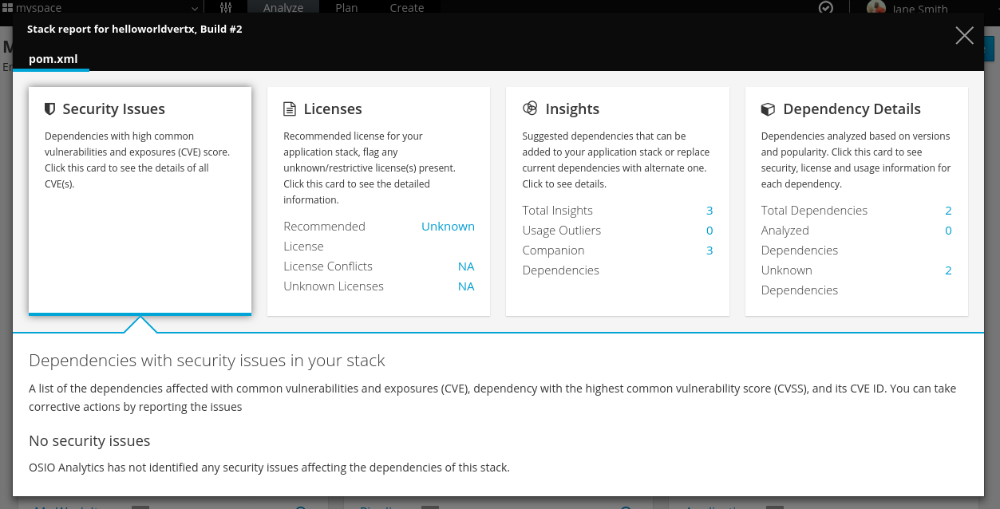 myspace
Analyze
Plan
Create
Jane Smith
Stack report for helloworldvertx, Build #2
pom.xml
Security Issues
Dependencies with high common
vulnerabilities and exposures (CVE) score.
Click this card to see the details of all
CVE(s).
Licenses
Recommended license for your
application stack, flag any
unknown/restrictive license(s) present.
Click this card to see the detailed
information.
Recommended Unknown
License
License Conflicts NA
Unknown Licenses NA
Insights
Suggested dependencies that can be
added to your application stack or replace
current dependencies with alternate one.
Click to see details.
Total Insights 3
Usage Outliers 0
Companion 3
Dependencies
Dependency Details
Dependencies analyzed based on versions
and popularity. Click this card to see
security, license and usage information for
each dependency.
Total Dependencies 2
Analyzed 0
Dependencies
Unknown 2
Dependencies
Dependencies with security issues in your stack
A list of the dependencies affected with common vulnerabilities and exposures (CVE), dependency with the highest common vulnerability score (CVSS), and its CVE ID. You can take
corrective actions by reporting the issues
No security issues
OSIO Analytics has not identified any security issues affecting the dependencies of this stack.